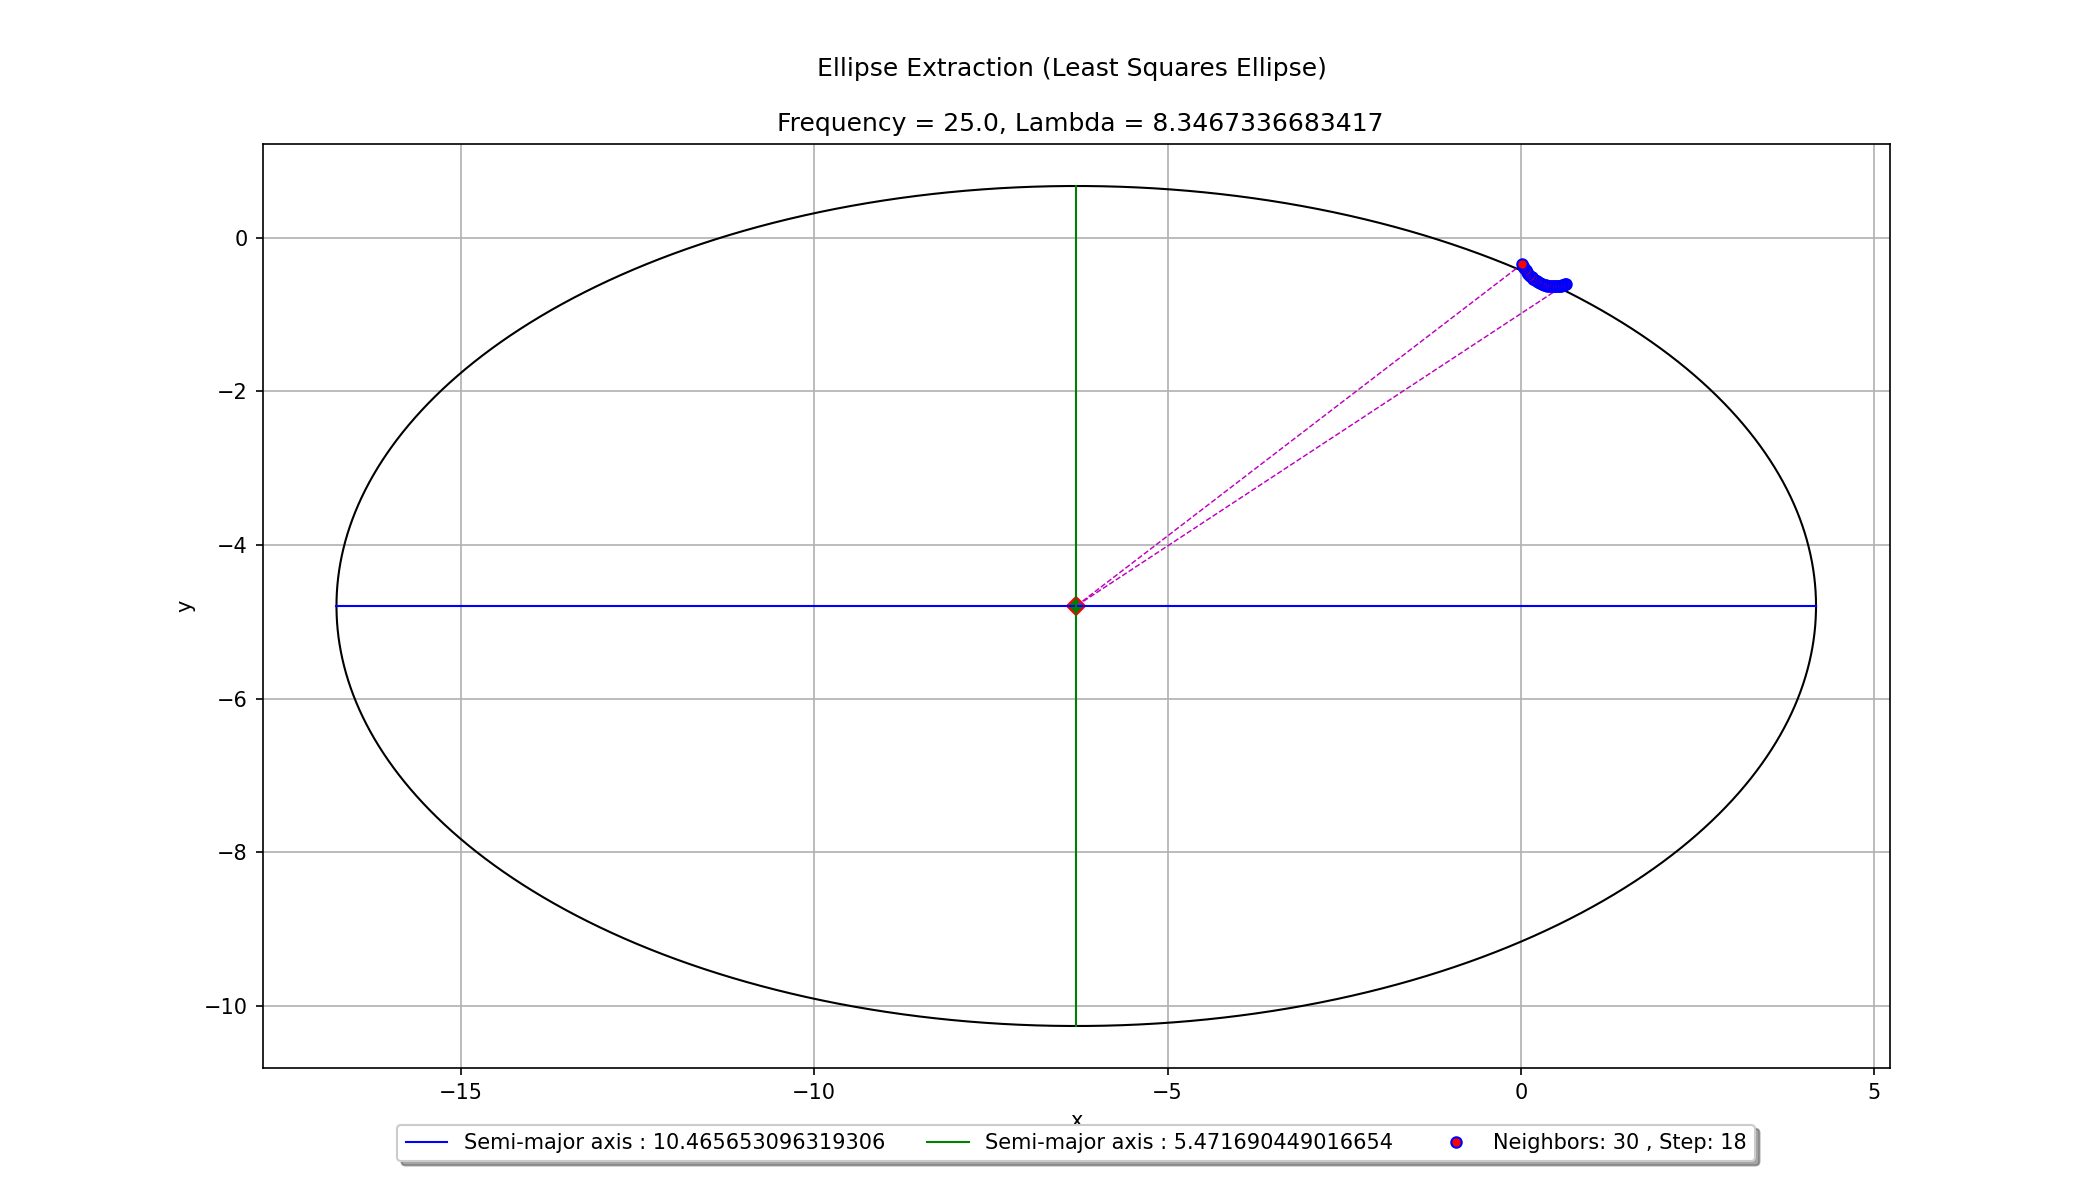 Ellipse Extraction (Least Squares Ellipse)
Frequency = 25.0, Lambda = 8.3467336683417
0
−2
−4
−6
−8
−10
y
−15
−10
−5
0
5
x
Semi-major axis : 10.465653096319306
Semi-major axis : 5.471690449016654
Neighbors: 30 , Step: 18